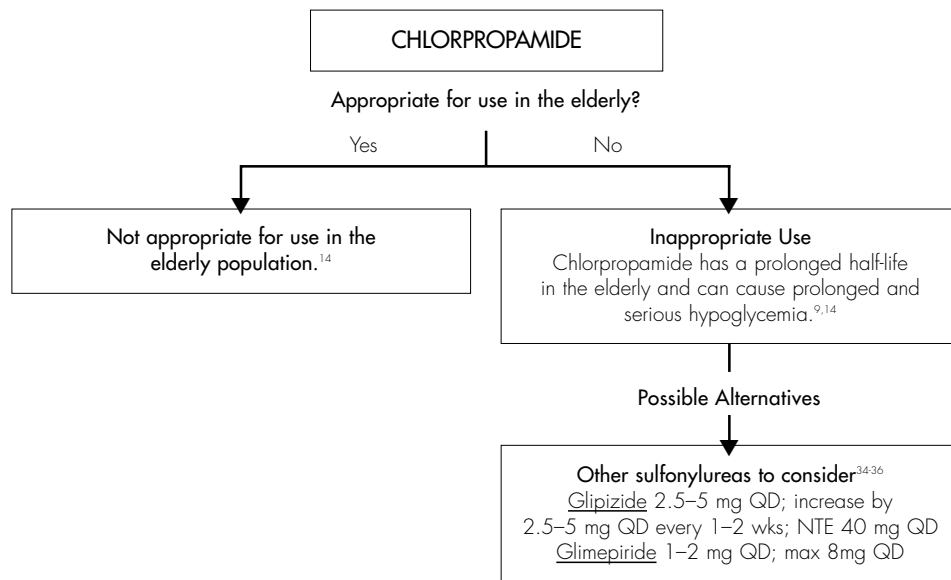 CHLORPROPAMIDE
Appropriate for use in the elderly?
Yes
No
Not appropriate for use in the
elderly population.14
Inappropriate Use
Chlorpropamide has a prolonged half-life
in the elderly and can cause prolonged and
serious hypoglycemia.9,14
Possible Alternatives
Other sulfonylureas to consider34-36
Glipizide 2.5–5 mg QD; increase by
2.5–5 mg QD every 1–2 wks; NTE 40 mg QD
Glimepiride 1–2 mg QD; max 8mg QD